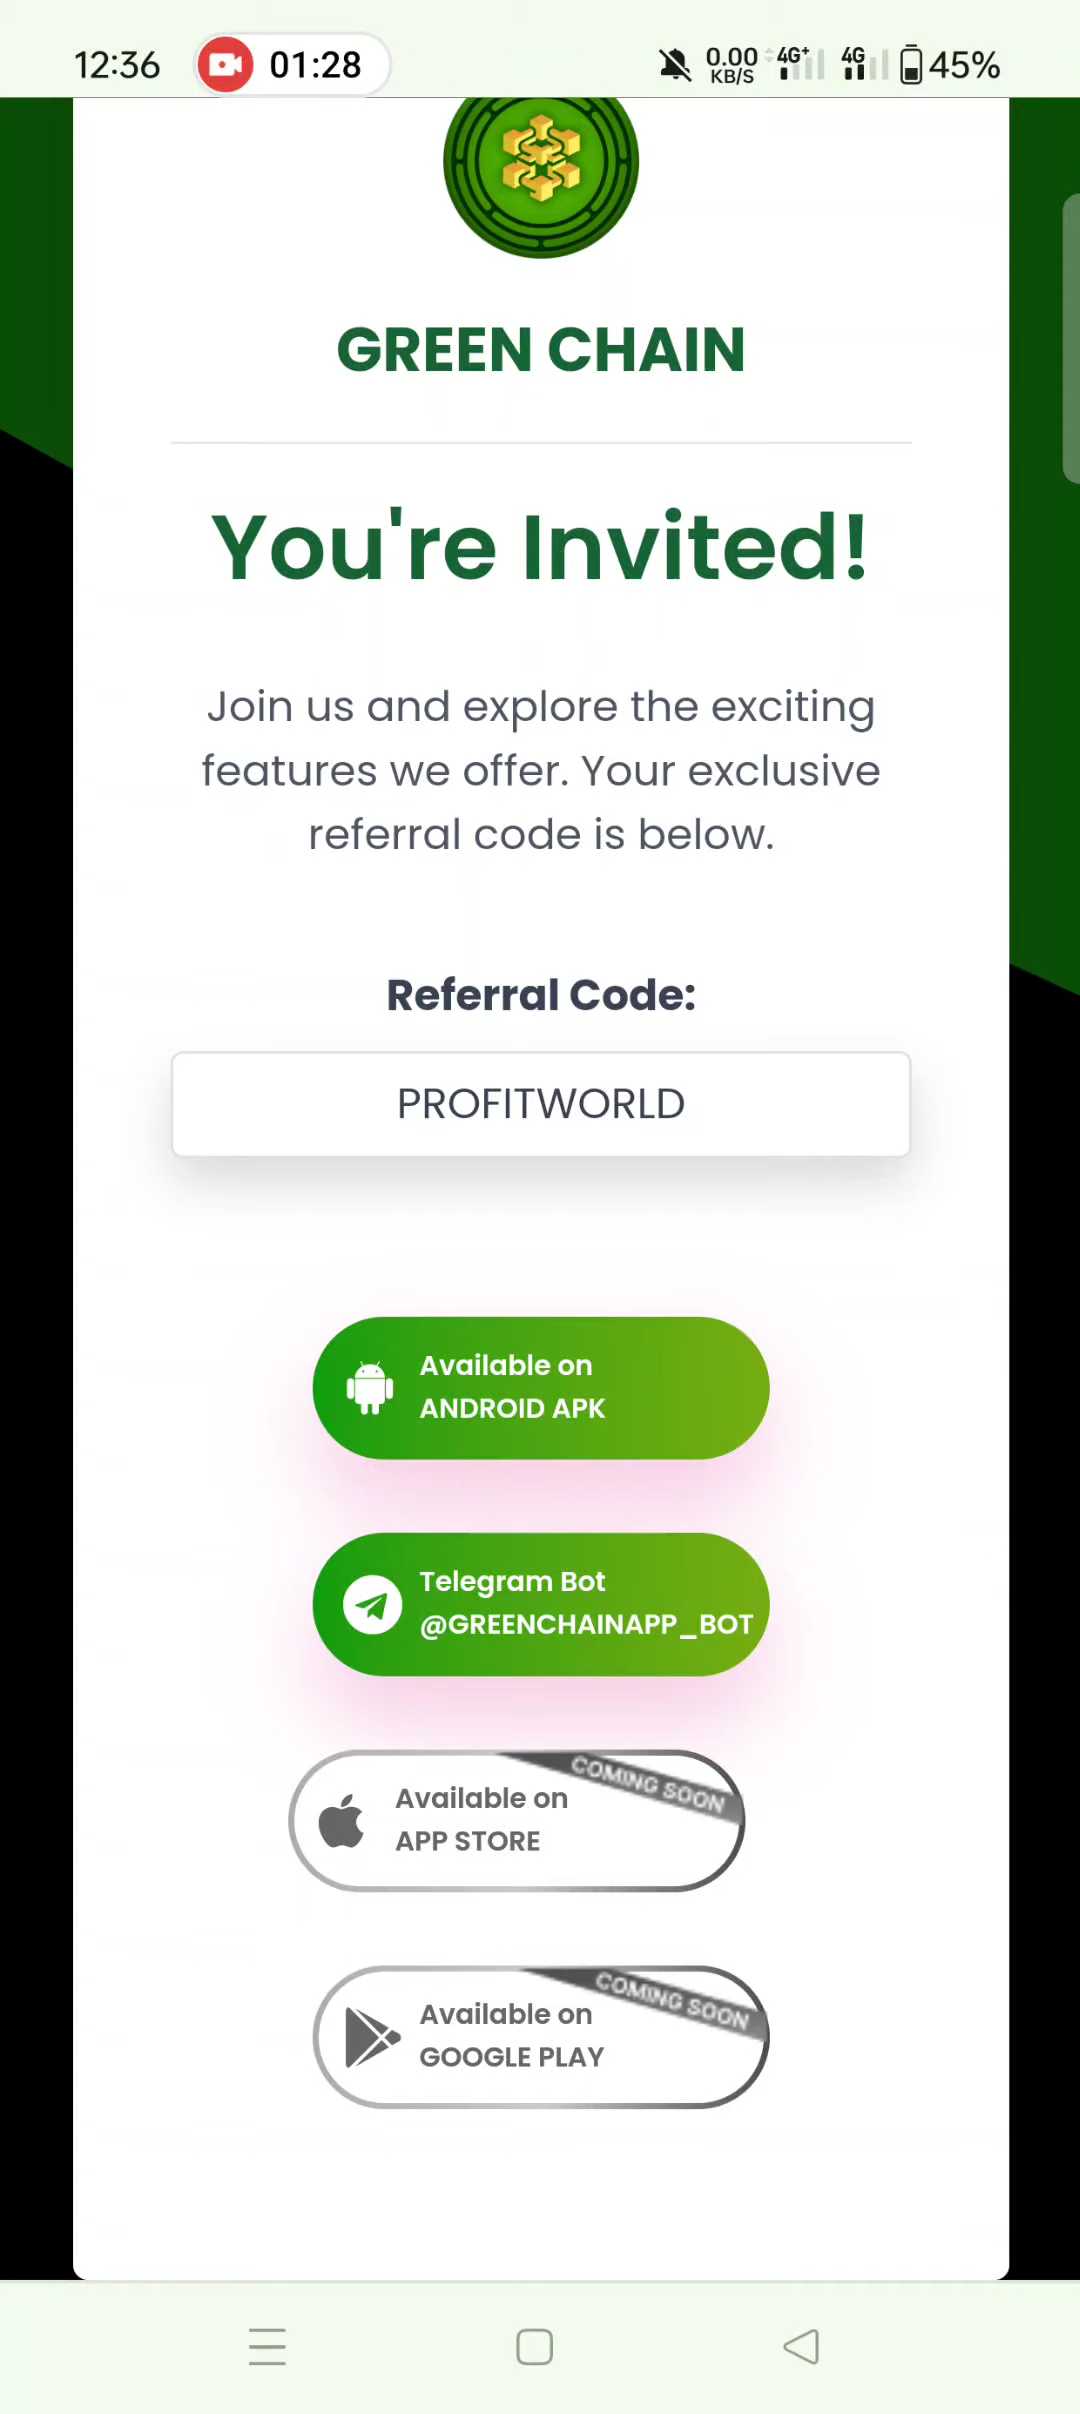 12:36
01:28
0.00
KB/S
4G+
4G
45%
GREEN CHAIN
You're Invited!
Join us and explore the exciting
features we offer. Your exclusive
referral code is below.
Referral Code:
PROFITWORLD
Available on
ANDROID APK
Telegram Bot
@GREENCHAINAPP_BOT
COMING SOON
Available on
APP STORE
COMING SOON
Available on
GOOGLE PLAY